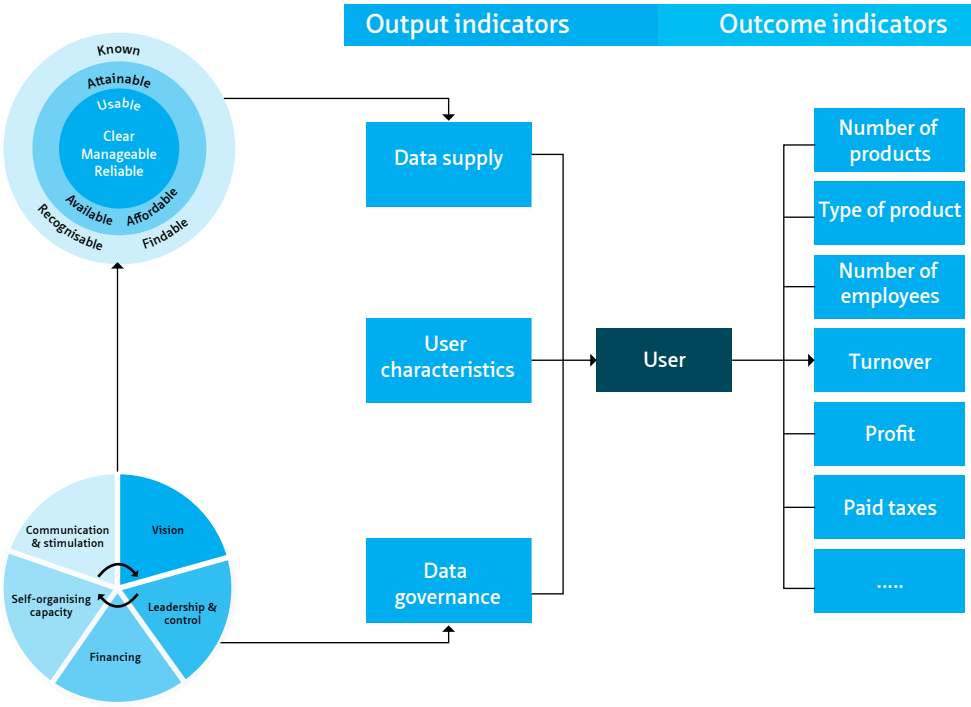 Output indicators
Outcome indicators
Known
Attainable
Usable
Clear
Manageable
Reliable
Available
Affordable
Recognisable
Findable
Data supply
User
characteristics
Data
governance
User
Number of
products
Type of product
Number of
employees
Turnover
Profit
Paid taxes
.....
Communication
& stimulation
Vision
Self-organising
capacity
Leadership &
control
Financing